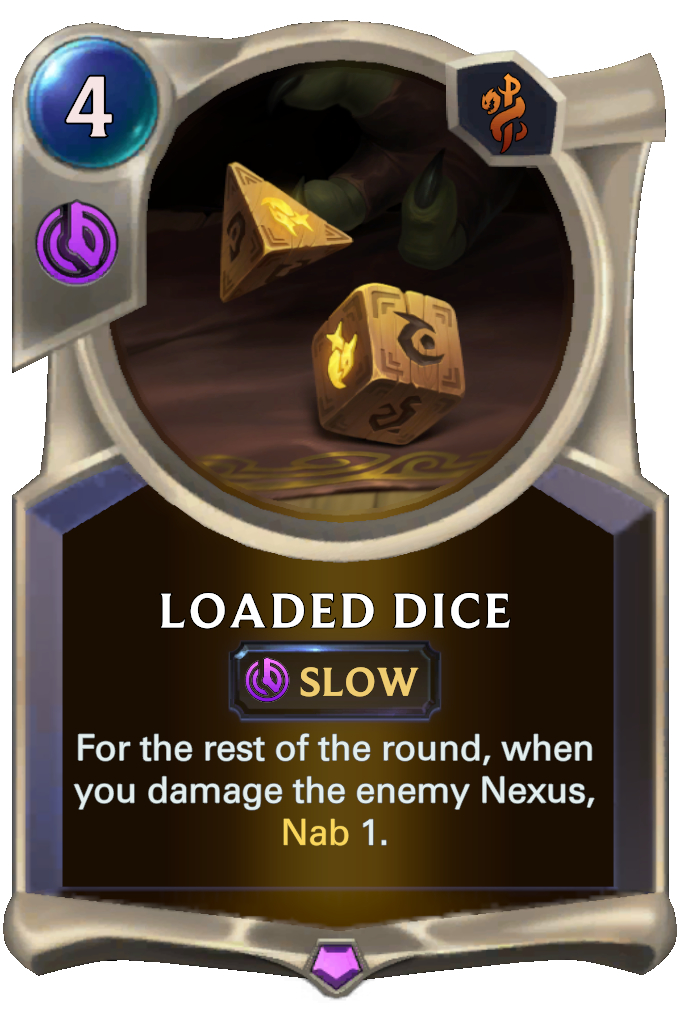 4
LOADED DICE
SLOW
For the rest of the round, when
you damage the enemy Nexus,
Nab 1.